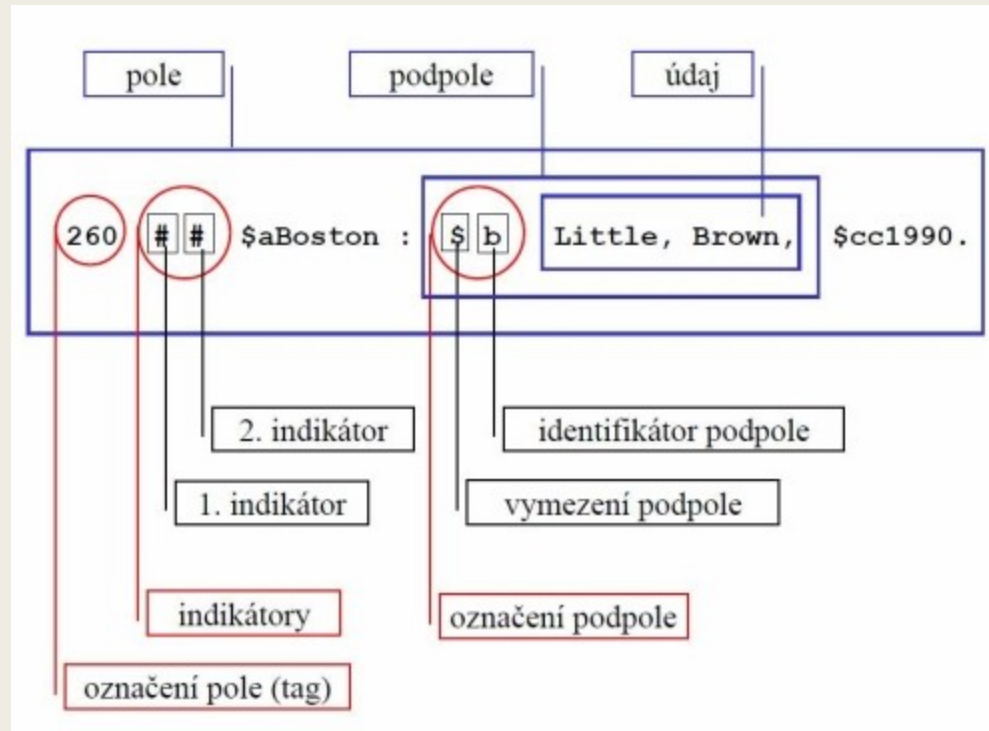 pole podpole údaj
260 # # $aBoston : $ b Little, Brown, $cc1990.
2. indikátor identifikátor podpole
1. indikátor vymezení podpole
indikátory označení podpole
označení pole (tag)